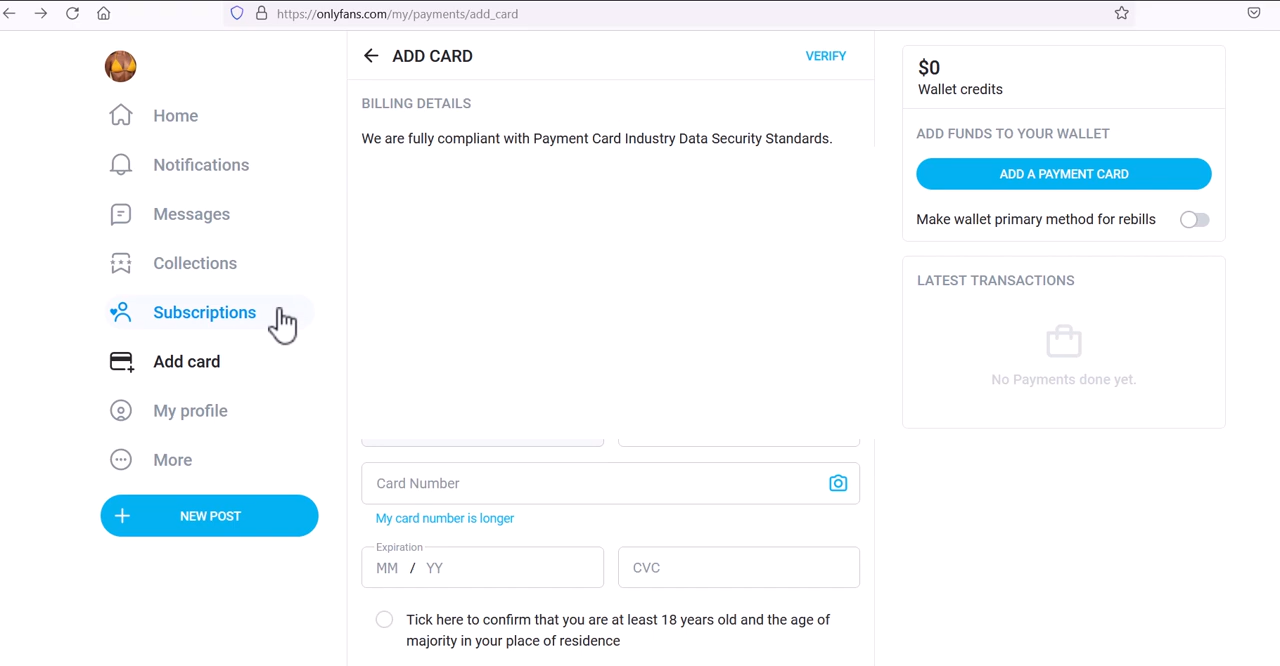 https://onlyfans.com/my/payments/add_card
Home
Notifications
Messages
Collections
Subscriptions
Add card
My profile
More
NEW POST
ADD CARD
VERIFY
BILLING DETAILS
We are fully compliant with Payment Card Industry Data Security Standards.
Card Number
My card number is longer
Expiration
MM / YY
CVC
Tick here to confirm that you are at least 18 years old and the age of
majority in your place of residence
$0
Wallet credits
ADD FUNDS TO YOUR WALLET
ADD A PAYMENT CARD
Make wallet primary method for rebills
LATEST TRANSACTIONS
No Payments done yet.